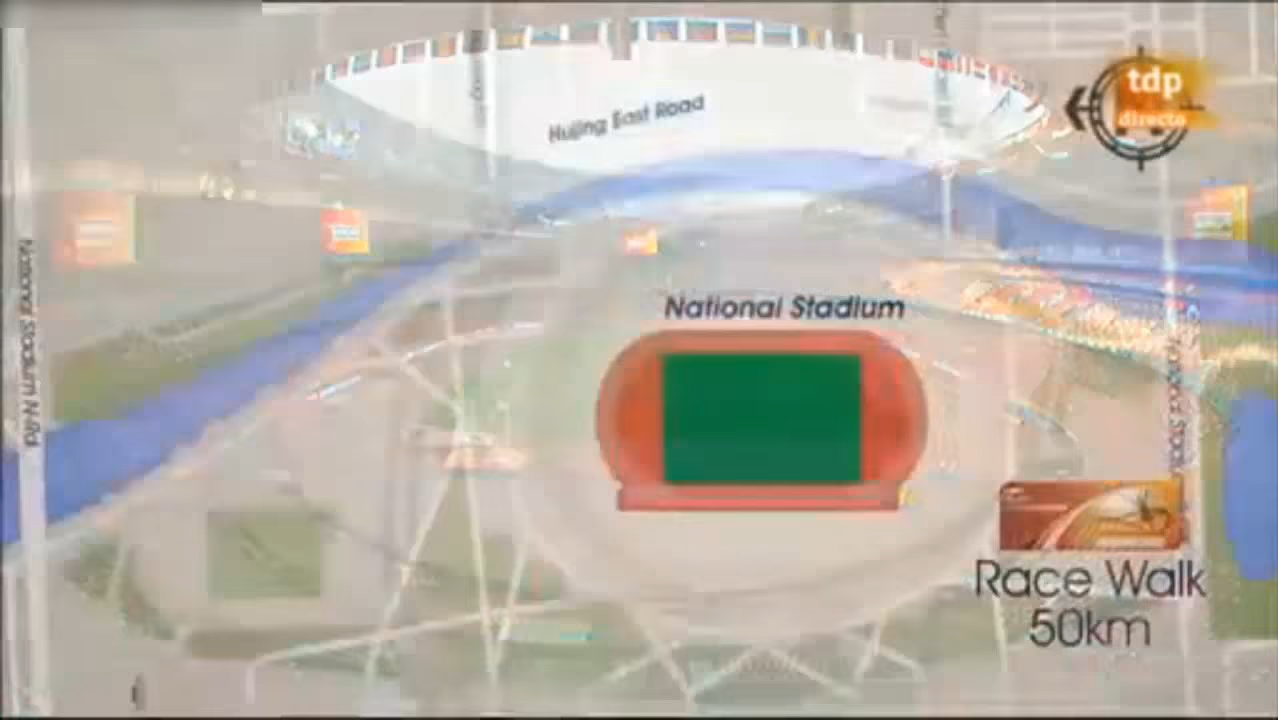 tdp
directo
Hujing East Road
National Stadium
National Stadium N-Rd
Race Walk
50km